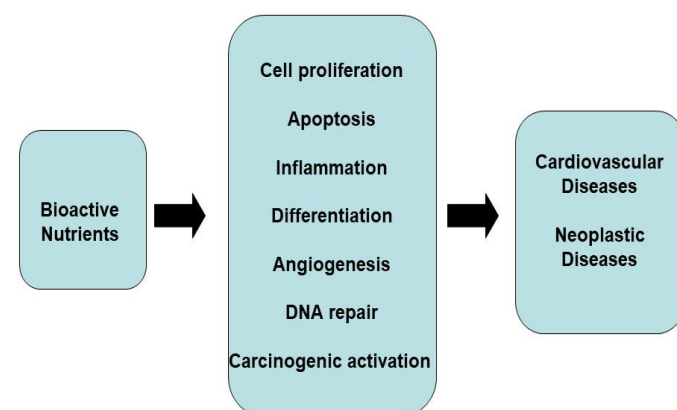 Bioactive
Nutrients
Cell proliferation
Apoptosis
Inflammation
Differentiation
Angiogenesis
DNA repair
Carcinogenic activation
Cardiovascular
Diseases
Neoplastic
Diseases